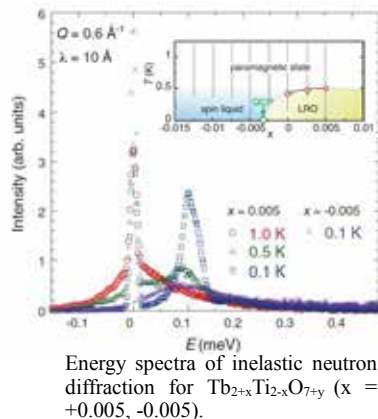 Q = 0.6 Å⁻¹
λ = 10 Å
Intensity (arb. units)
6
5
4
3
2
1
0
T (K)
1
0.5
0
paramagnetic state
spin liquid
LRO
-0.015
-0.01
-0.005
0
0.005
0.01
x
x = 0.005
x = -0.005
1.0 K
0.1 K
0.5 K
0.1 K
-0.1
0
0.1
0.2
0.3
0.4
E (meV)
Energy spectra of inelastic neutron
diffraction for Tb₂₊ₓTi₂₋ₓO₇₊ᵧ (x =
+0.005, -0.005).